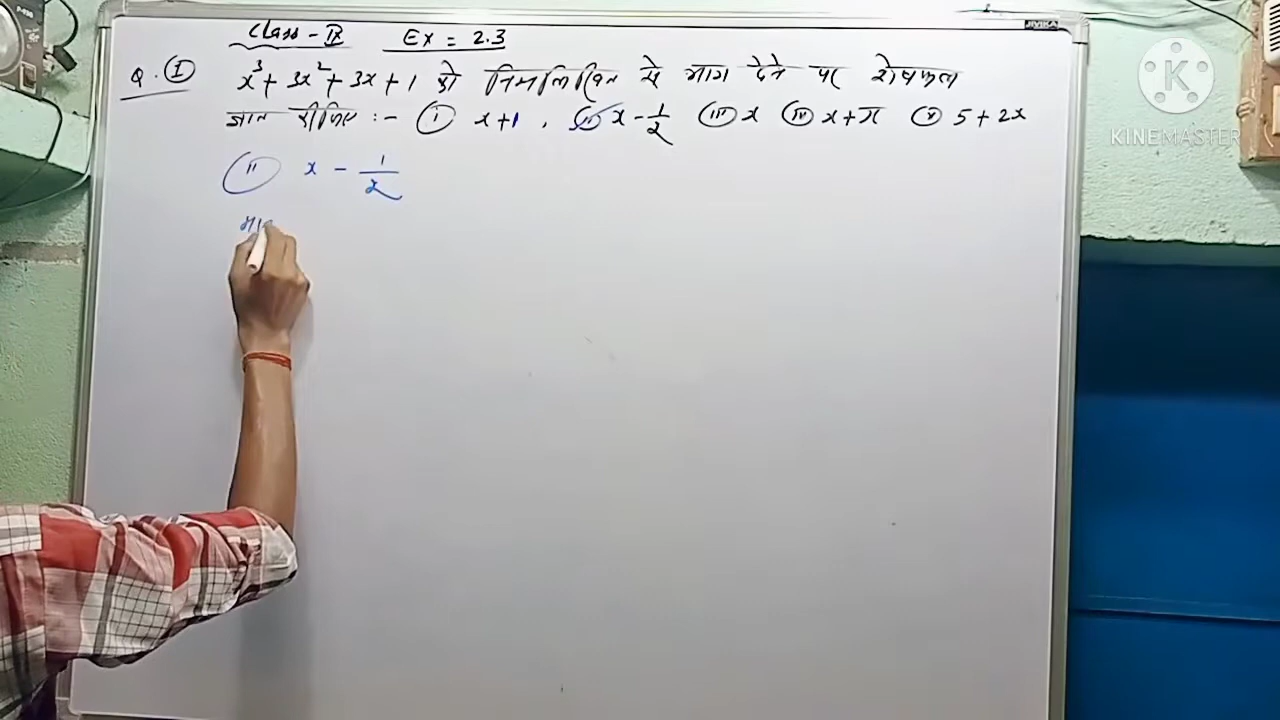 Class - IX Ex = 2.3
Q. I x³ + 3x² + 3x + 1 को निम्नलिखित से भाग देने पर शेषफल
ज्ञात कीजिए :- (i) x+1 , (ii) x - 1/2 (iii) x (iv) x+π (v) 5+2x
(ii) x - 1/2
JIVIKA
K
KINEMASTER